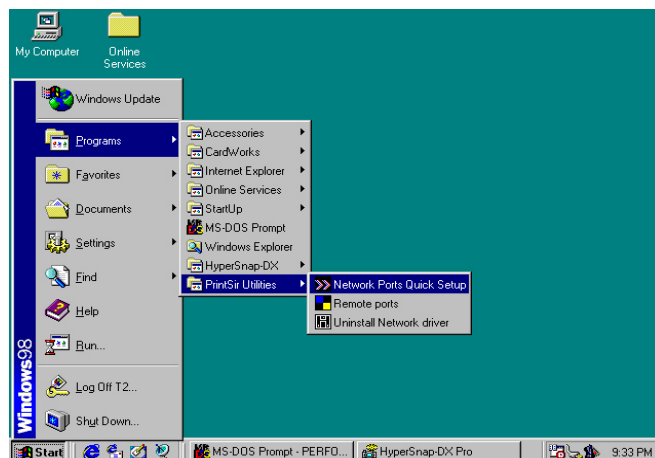 My Computer
Online
Services
Windows Update
Programs
Favorites
Documents
Settings
Find
Help
Run...
Log Off T2...
Shut Down...
Windows98
Accessories
CardWorks
Internet Explorer
Online Services
StartUp
MS-DOS Prompt
Windows Explorer
HyperSnap-DX
PrintSir Utilities
Network Ports Quick Setup
Remote ports
Uninstall Network driver
Start
MS-DOS Prompt - PERFO...
HyperSnap-DX Pro
9:33 PM